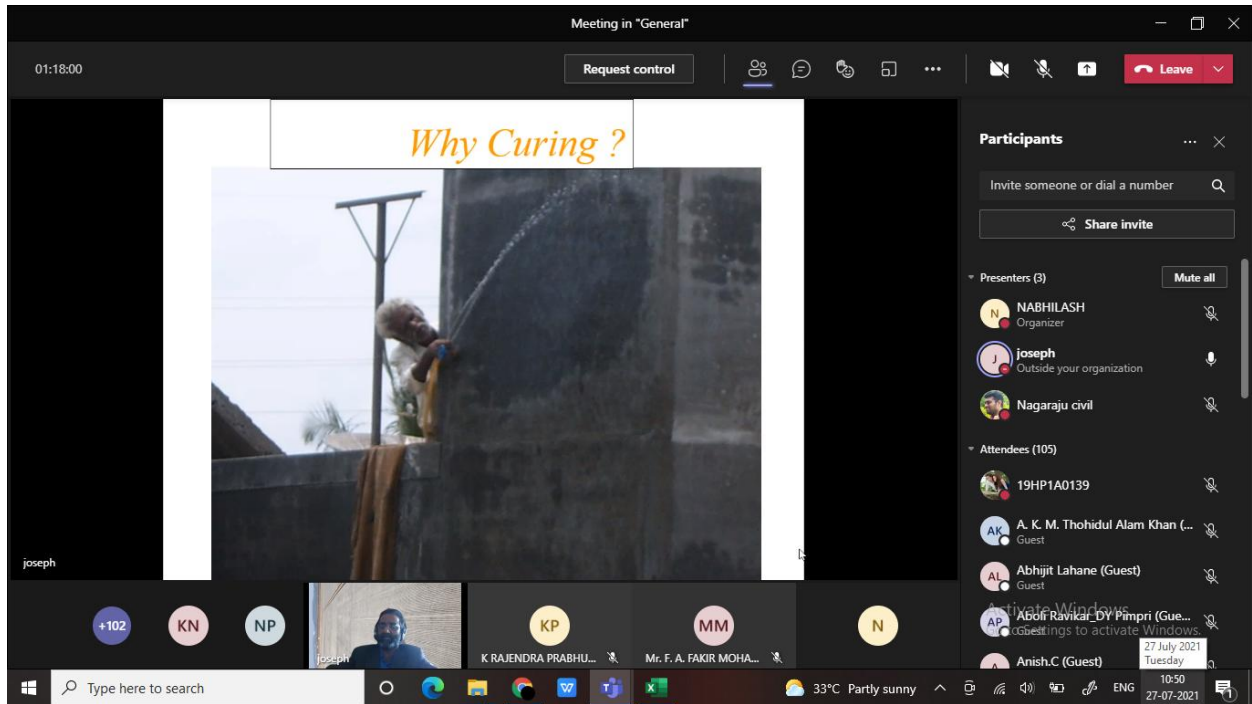 Meeting in "General"
01:18:00
Request control
Leave
Why Curing ?
joseph
Participants
Invite someone or dial a number
Share invite
Presenters (3)
Mute all
N
NABHILASH
Organizer
J
joseph
Outside your organization
Nagaraju civil
Attendees (105)
19HP1A0139
AK
A. K. M. Thohidul Alam Khan (...
Guest
AL
Abhijit Lahane (Guest)
Guest
AP
Aboli Ravikar_DY Pimpri (Gue...
Guest
Anish.C (Guest)
Activate Windows
Go to Settings to activate Windows.
27 July 2021
Tuesday
+102
KN
NP
joseph
KP
K RAJENDRA PRABHU...
MM
Mr. F. A. FAKIR MOHA...
N
Type here to search
33°C Partly sunny
ENG
10:50
27-07-2021
1